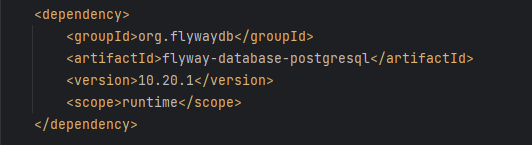 <dependency>
<groupId>org.flywaydb</groupId>
<artifactId>flyway-database-postgresql</artifactId>
<version>10.20.1</version>
<scope>runtime</scope>
</dependency>